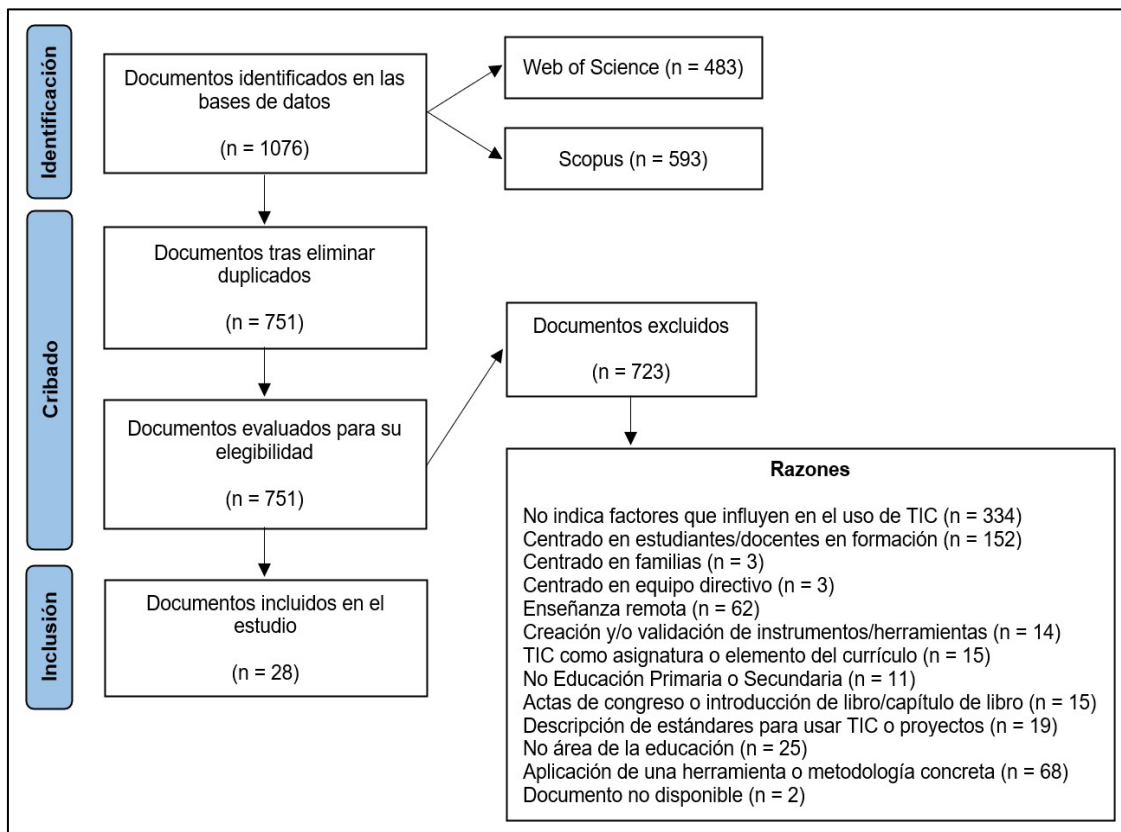 Identificación
Documentos identificados en las
bases de datos
(n = 1076)
Web of Science (n = 483)
Scopus (n = 593)
Cribado
Documentos tras eliminar
duplicados
(n = 751)
Documentos evaluados para su
elegibilidad
(n = 751)
Documentos excluidos
(n = 723)
Razones
No indica factores que influyen en el uso de TIC (n = 334)
Centrado en estudiantes/docentes en formación (n = 152)
Centrado en familias (n = 3)
Centrado en equipo directivo (n = 3)
Enseñanza remota (n = 62)
Creación y/o validación de instrumentos/herramientas (n = 14)
TIC como asignatura o elemento del currículo (n = 15)
No Educación Primaria o Secundaria (n = 11)
Actas de congreso o introducción de libro/capítulo de libro (n = 15)
Descripción de estándares para usar TIC o proyectos (n = 19)
No área de la educación (n = 25)
Aplicación de una herramienta o metodología concreta (n = 68)
Documento no disponible (n = 2)
Inclusión
Documentos incluidos en el
estudio
(n = 28)